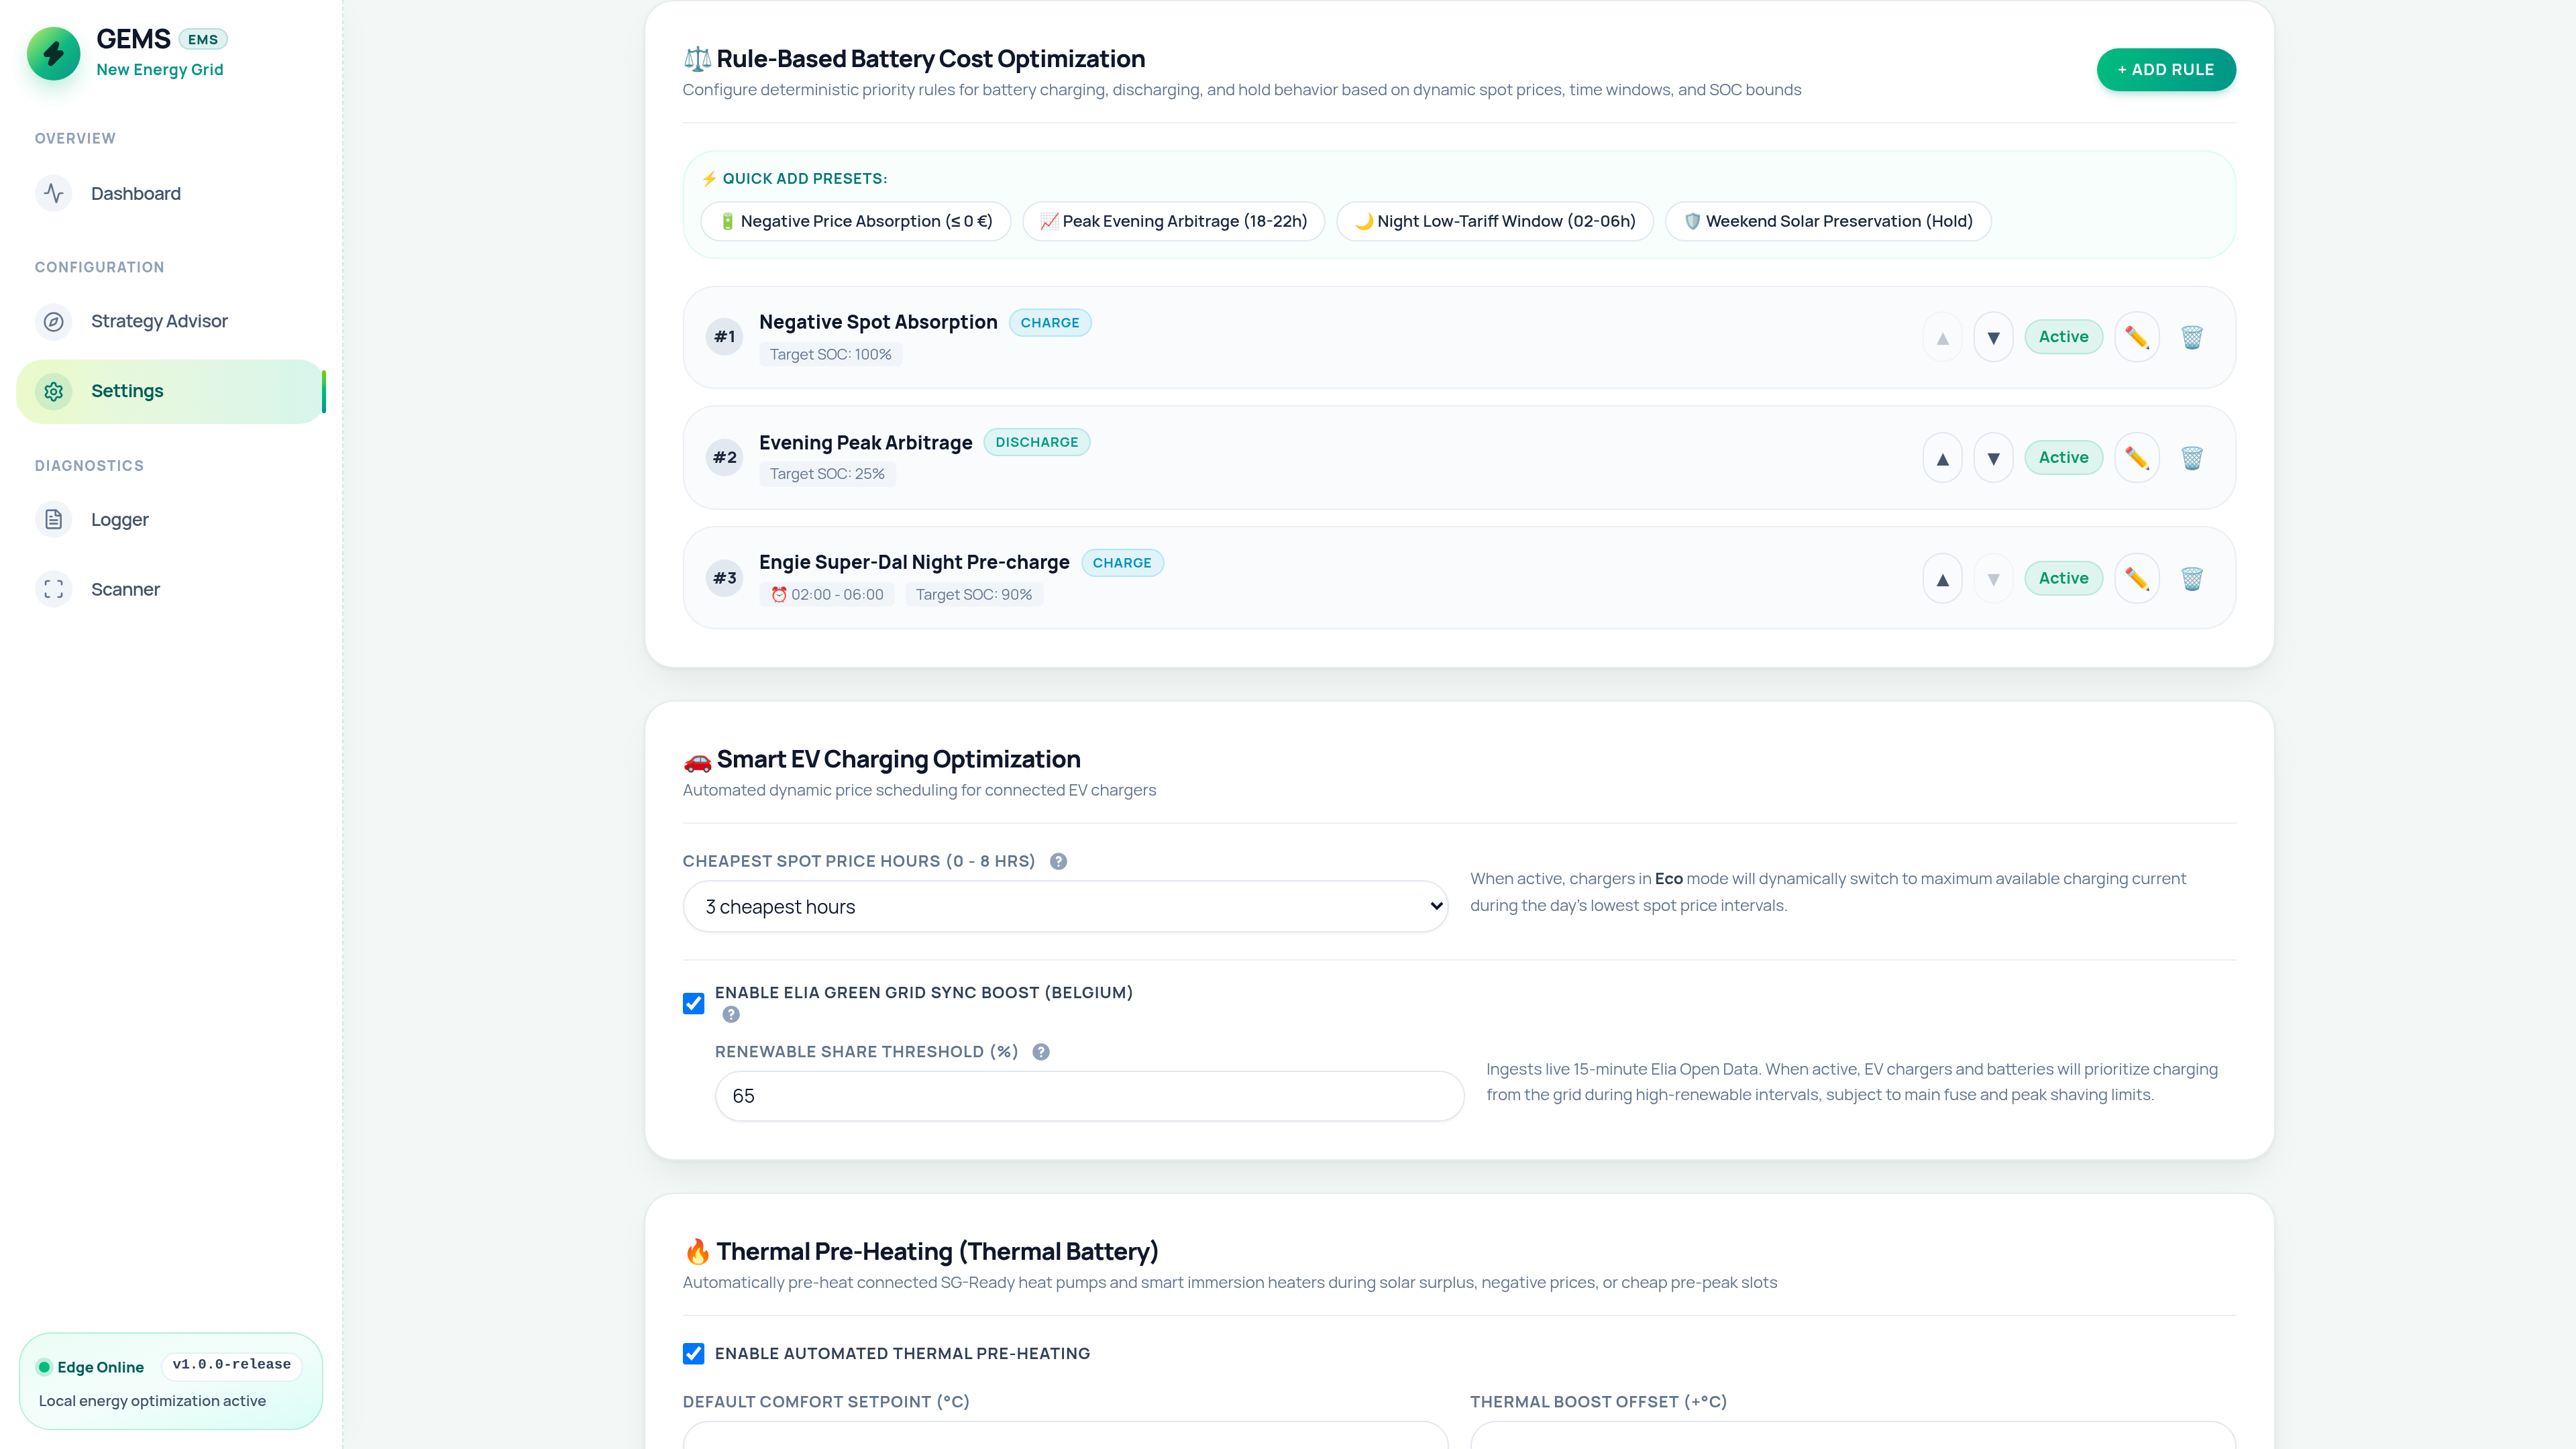 GEMS EMS
New Energy Grid
OVERVIEW
Dashboard
CONFIGURATION
Strategy Advisor
Settings
DIAGNOSTICS
Logger
Scanner
Edge Online v1.0.0-release
Local energy optimization active
⚖️ Rule-Based Battery Cost Optimization
Configure deterministic priority rules for battery charging, discharging, and hold behavior based on dynamic spot prices, time windows, and SOC bounds
+ ADD RULE
⚡ QUICK ADD PRESETS:
🔋 Negative Price Absorption (≤ 0 €) 📈 Peak Evening Arbitrage (18-22h) 🌙 Night Low-Tariff Window (02-06h) 🛡️ Weekend Solar Preservation (Hold)
#1 Negative Spot Absorption CHARGE
Target SOC: 100%
▲ ▼ Active ✏️ 🗑️
#2 Evening Peak Arbitrage DISCHARGE
Target SOC: 25%
▲ ▼ Active ✏️ 🗑️
#3 Engie Super-Dal Night Pre-charge CHARGE
⏰ 02:00 - 06:00 Target SOC: 90%
▲ ▼ Active ✏️ 🗑️
🚗 Smart EV Charging Optimization
Automated dynamic price scheduling for connected EV chargers
CHEAPEST SPOT PRICE HOURS (0 - 8 HRS) ?
3 cheapest hours
When active, chargers in Eco mode will dynamically switch to maximum available charging current
during the day's lowest spot price intervals.
ENABLE ELIA GREEN GRID SYNC BOOST (BELGIUM)
?
RENEWABLE SHARE THRESHOLD (%) ?
65
Ingests live 15-minute Elia Open Data. When active, EV chargers and batteries will prioritize charging
from the grid during high-renewable intervals, subject to main fuse and peak shaving limits.
🔥 Thermal Pre-Heating (Thermal Battery)
Automatically pre-heat connected SG-Ready heat pumps and smart immersion heaters during solar surplus, negative prices, or cheap pre-peak slots
ENABLE AUTOMATED THERMAL PRE-HEATING
DEFAULT COMFORT SETPOINT (°C)
THERMAL BOOST OFFSET (+°C)